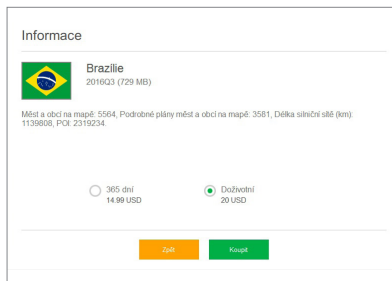 Informace
Brazílie
2016Q3 (729 MB)
Měst a obcí na mapě: 5564, Podrobné plány měst a obcí na mapě: 3581, Délka silniční sítě (km):
1139808, POI: 2319234
365 dní
14.99 USD
Doživotní
20 USD
Zpět
Koupit